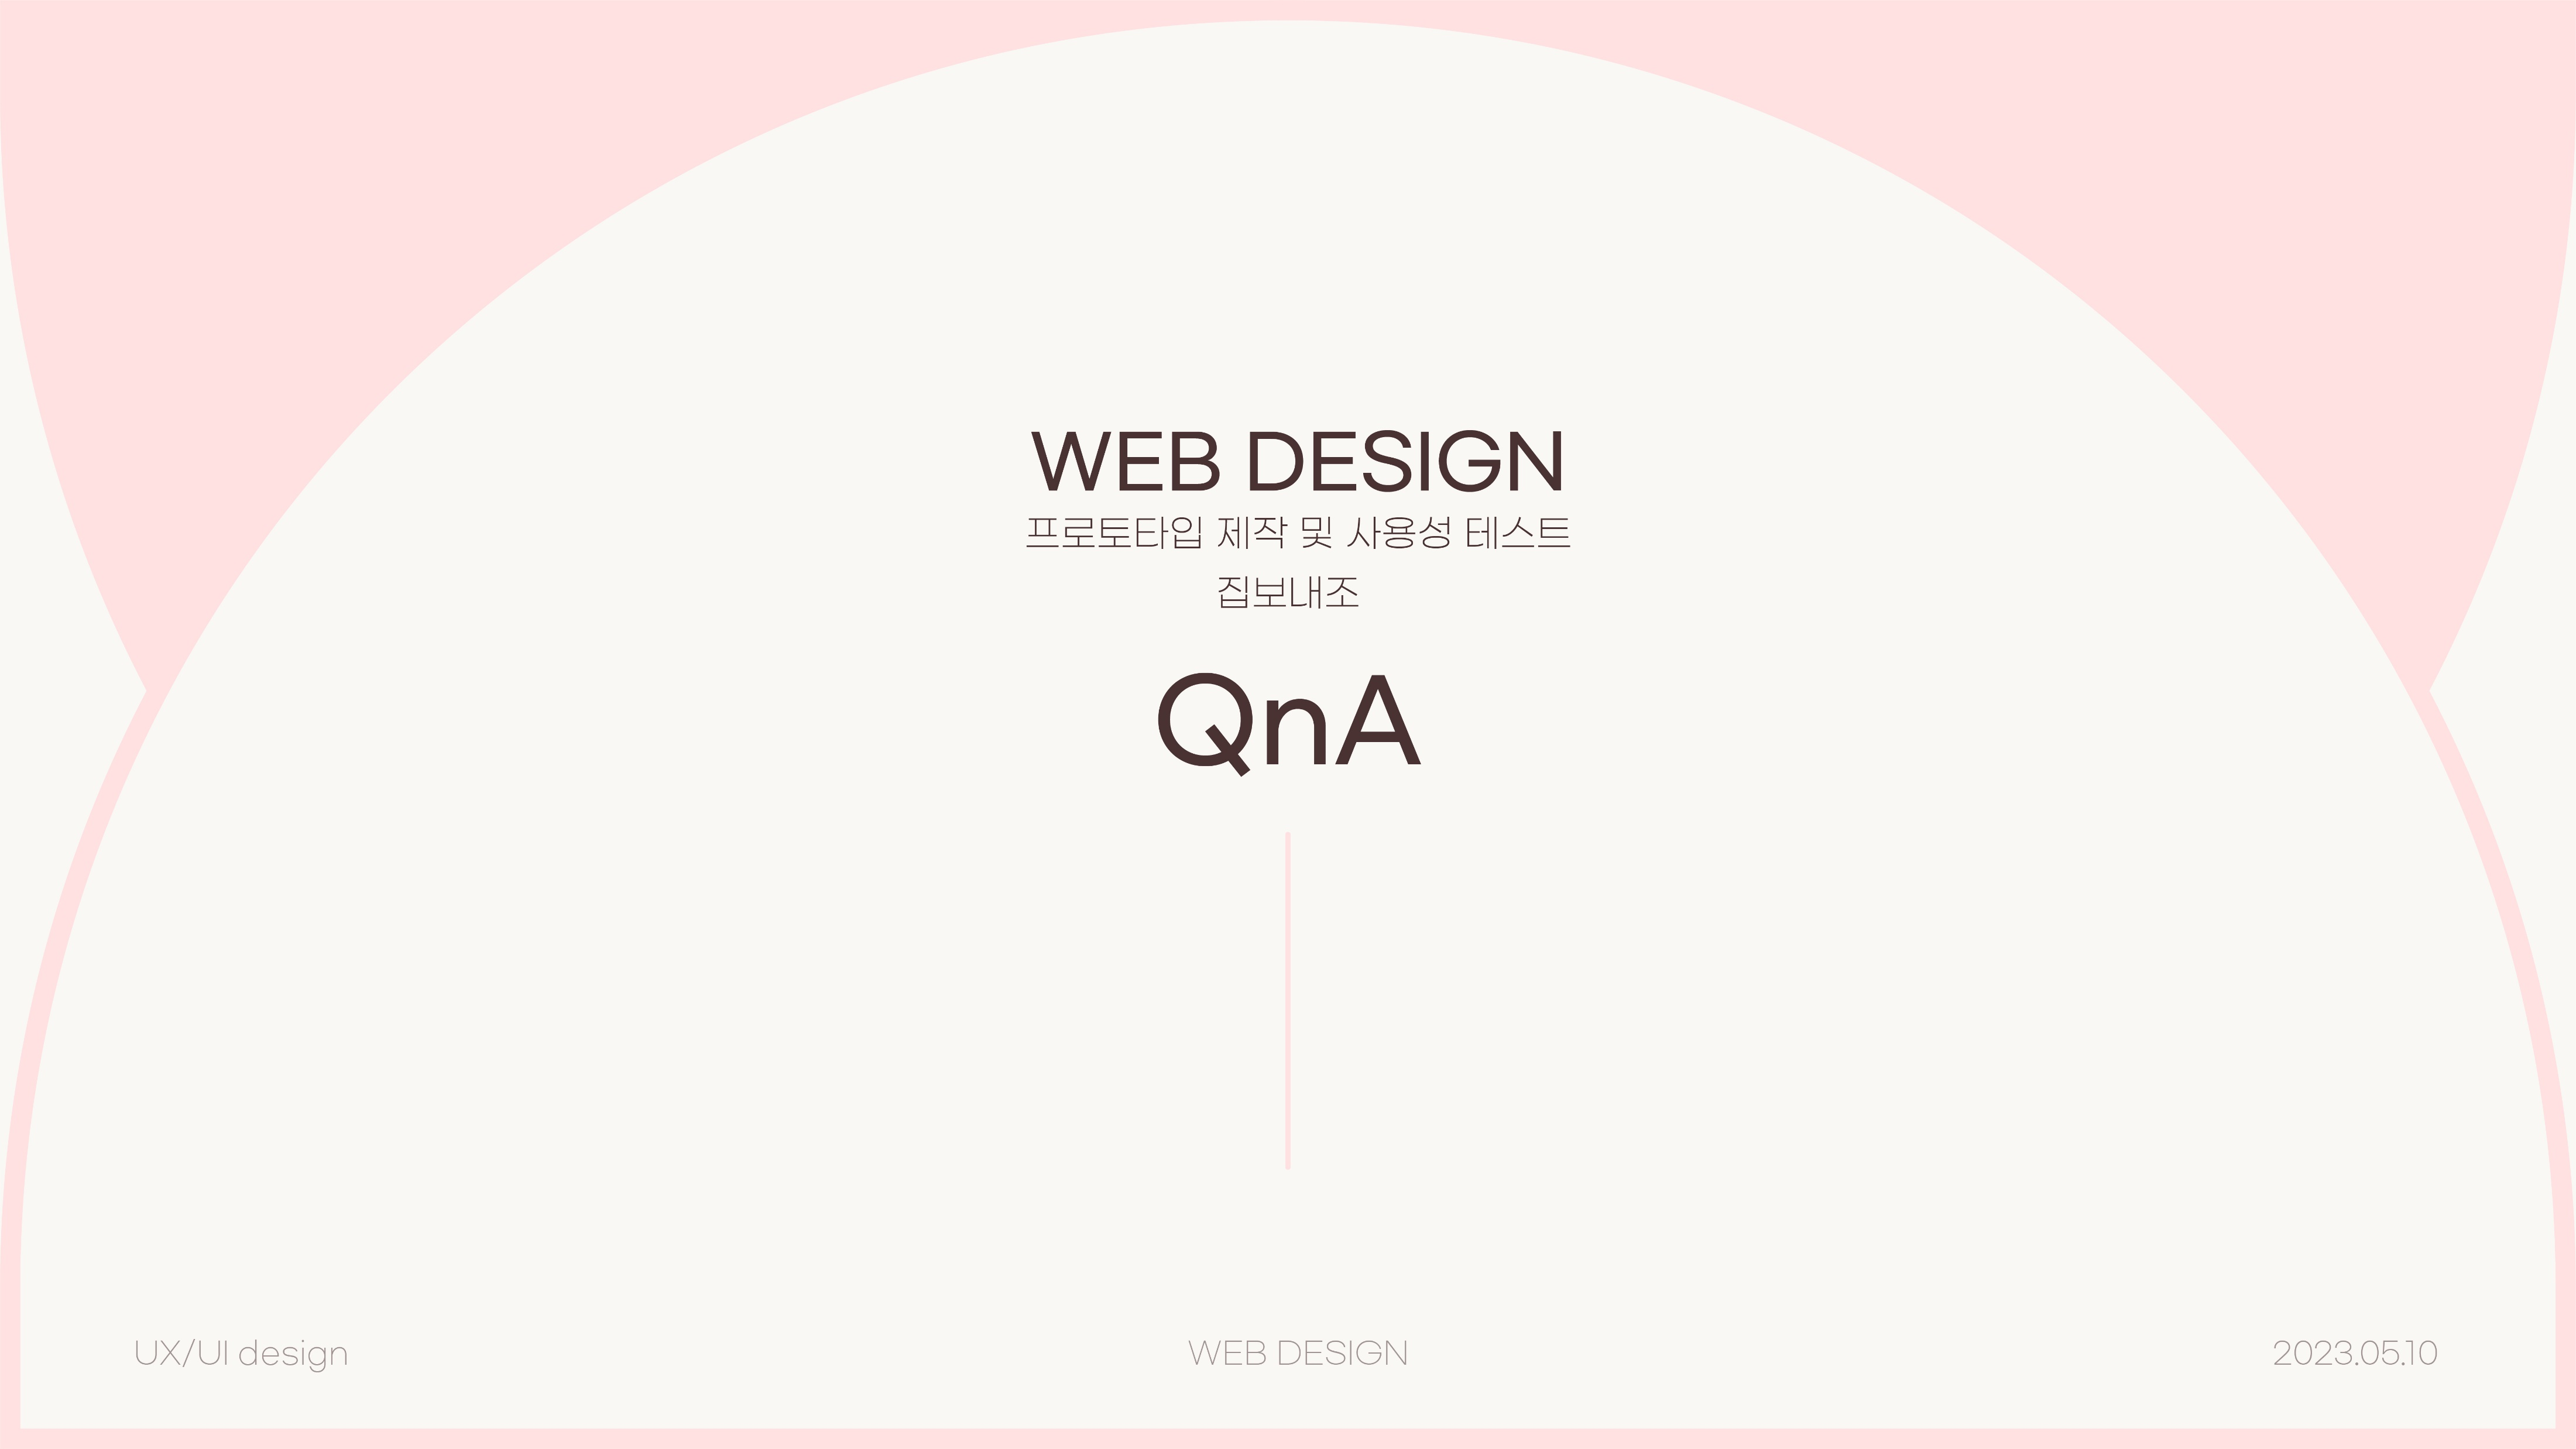 WEB DESIGN
프로토타입 제작 및 사용성 테스트
집보내조
QnA
UX/UI design
WEB DESIGN
2023.05.10